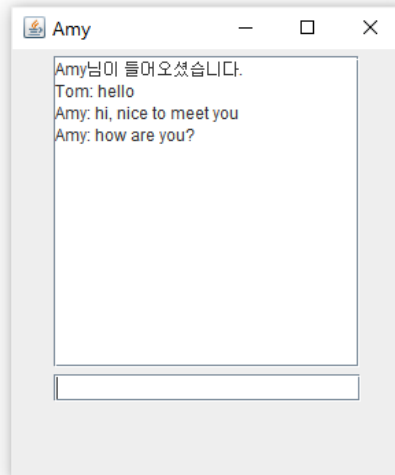 Amy
Amy님이 들어오셨습니다.
Tom: hello
Amy: hi, nice to meet you
Amy: how are you?